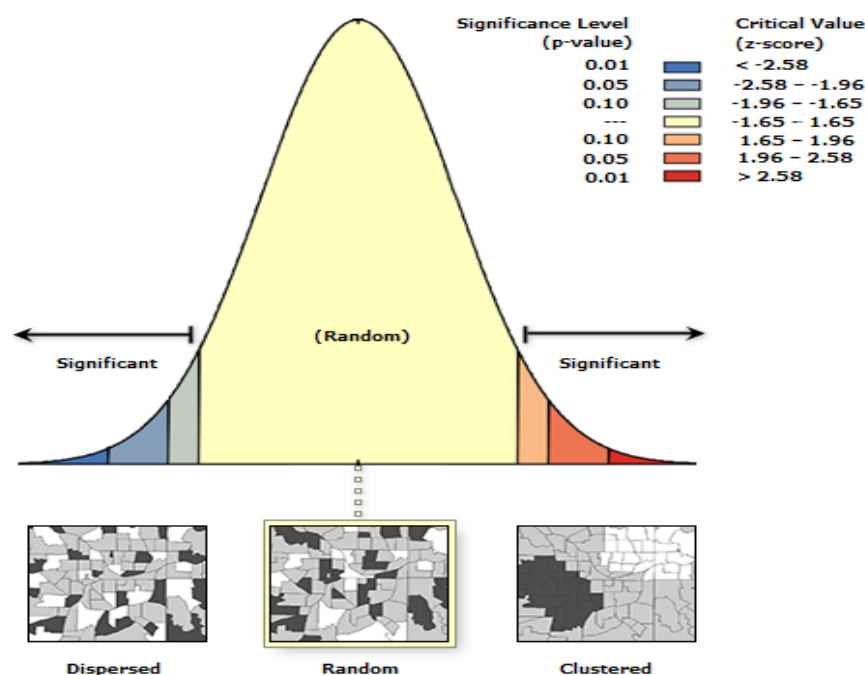 Significance Level Critical Value
(p-value) (z-score)
0.01 < -2.58
0.05 -2.58 – -1.96
0.10 -1.96 – -1.65
--- -1.65 – 1.65
0.10 1.65 – 1.96
0.05 1.96 – 2.58
0.01 > 2.58
(Random)
Significant Significant
Dispersed Random Clustered